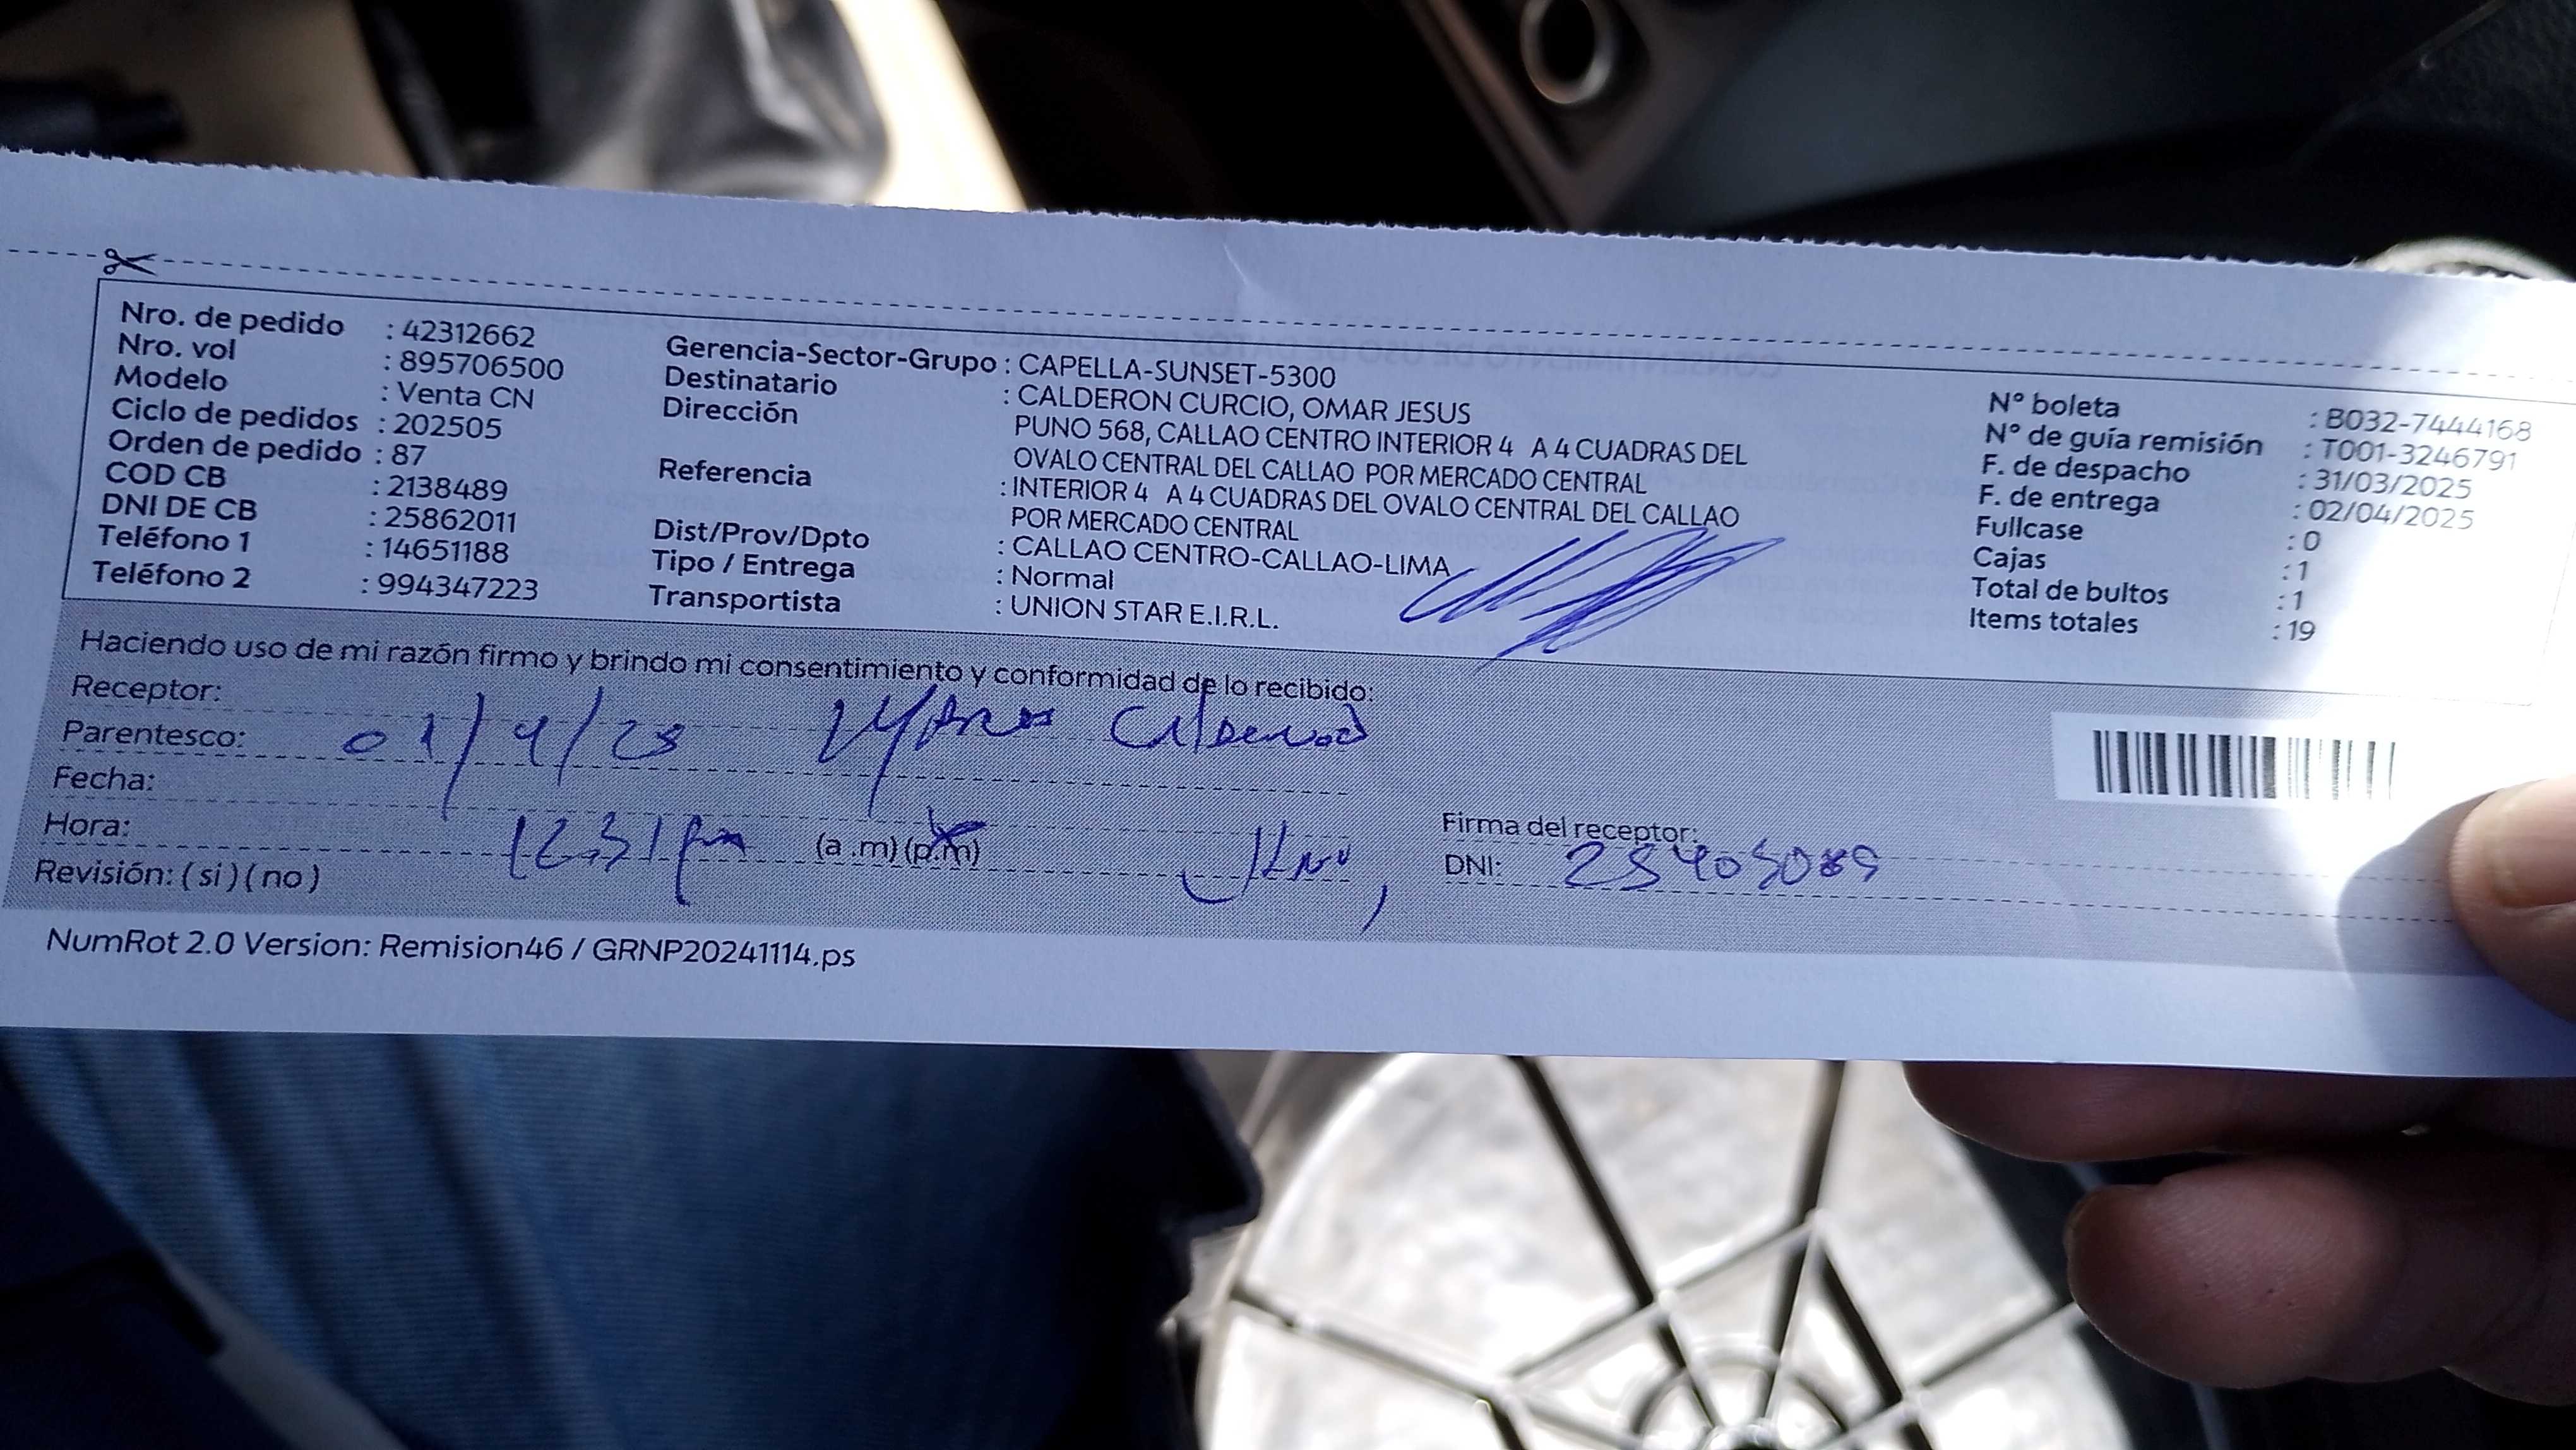 Nro. de pedido : 42312662
Nro. vol : 895706500
Modelo : Venta CN
Ciclo de pedidos : 202505
Orden de pedido : 87
COD CB : 2138489
DNI DE CB : 25862011
Teléfono 1 : 14651188
Teléfono 2 : 994347223
Gerencia-Sector-Grupo : CAPELLA-SUNSET-5300
Destinatario : CALDERON CURCIO, OMAR JESUS
Dirección PUNO 568, CALLAO CENTRO INTERIOR 4 A 4 CUADRAS DEL
OVALO CENTRAL DEL CALLAO POR MERCADO CENTRAL
Referencia : INTERIOR 4 A 4 CUADRAS DEL OVALO CENTRAL DEL CALLAO
POR MERCADO CENTRAL
Dist/Prov/Dpto : CALLAO CENTRO-CALLAO-LIMA
Tipo / Entrega : Normal
Transportista : UNION STAR E.I.R.L.
N° boleta : B032-7444168
N° de guía remisión : T001-3246791
F. de despacho : 31/03/2025
F. de entrega : 02/04/2025
Fullcase : 0
Cajas : 1
Total de bultos : 1
Items totales : 19
Haciendo uso de mi razón firmo y brindo mi consentimiento y conformidad de lo recibido:
Receptor:
Parentesco: 01/4/25
Fecha:
Hora: 12:31 pm (a .m) (p.m)
Revisión: ( si ) ( no )
Firma del receptor:
DNI: 25405089
NumRot 2.0 Version: Remision46 / GRNP20241114.ps